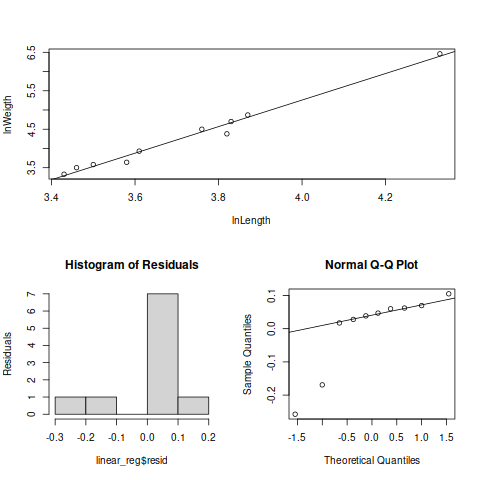 lnWeigth
3.5 4.5 5.5 6.5
3.4 3.6 3.8 4.0 4.2
lnLength
Histogram of Residuals
Residuals
0 1 2 3 4 5 6 7
-0.3 -0.2 -0.1 0.0 0.1 0.2
linear_reg$resid
Normal Q-Q Plot
Sample Quantiles
-0.2 -0.1 0.0 0.1
-1.5 -0.5 0.0 0.5 1.0 1.5
Theoretical Quantiles